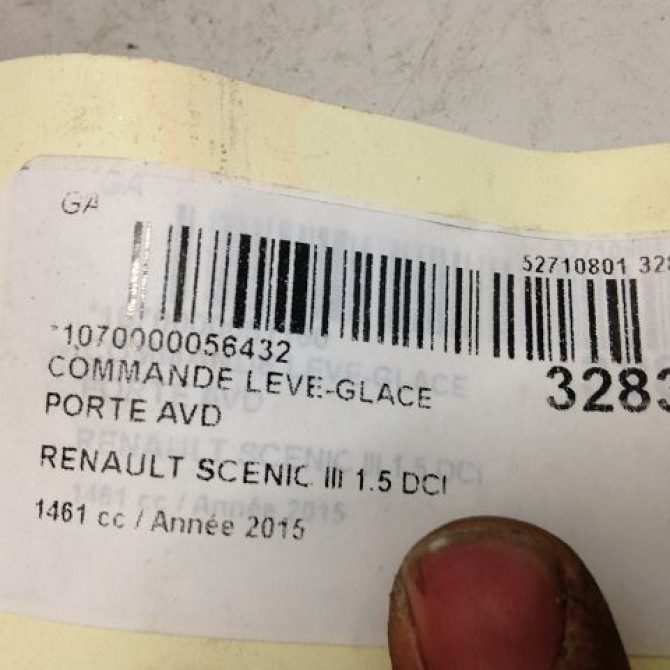 GA
52710801 328
*1070000056432
3283
COMMANDE LEVE-GLACE
PORTE AVD
RENAULT SCENIC III 1.5 DCI
1461 cc / Année 2015